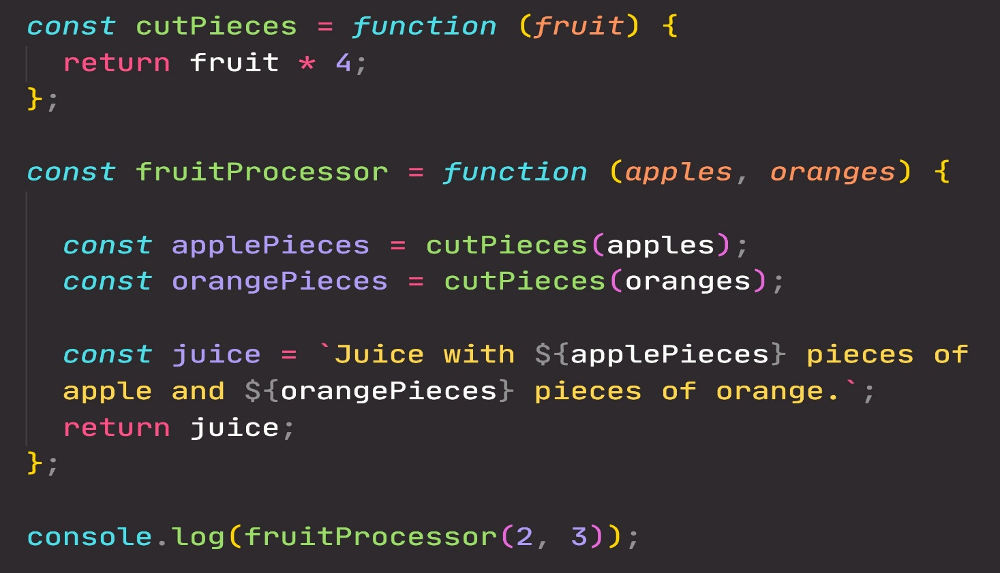 const cutPieces = function (fruit) {
  return fruit * 4;
};

const fruitProcessor = function (apples, oranges) {

  const applePieces = cutPieces(apples);
  const orangePieces = cutPieces(oranges);

  const juice = `Juice with ${applePieces} pieces of
  apple and ${orangePieces} pieces of orange.`;
  return juice;
};

console.log(fruitProcessor(2, 3));